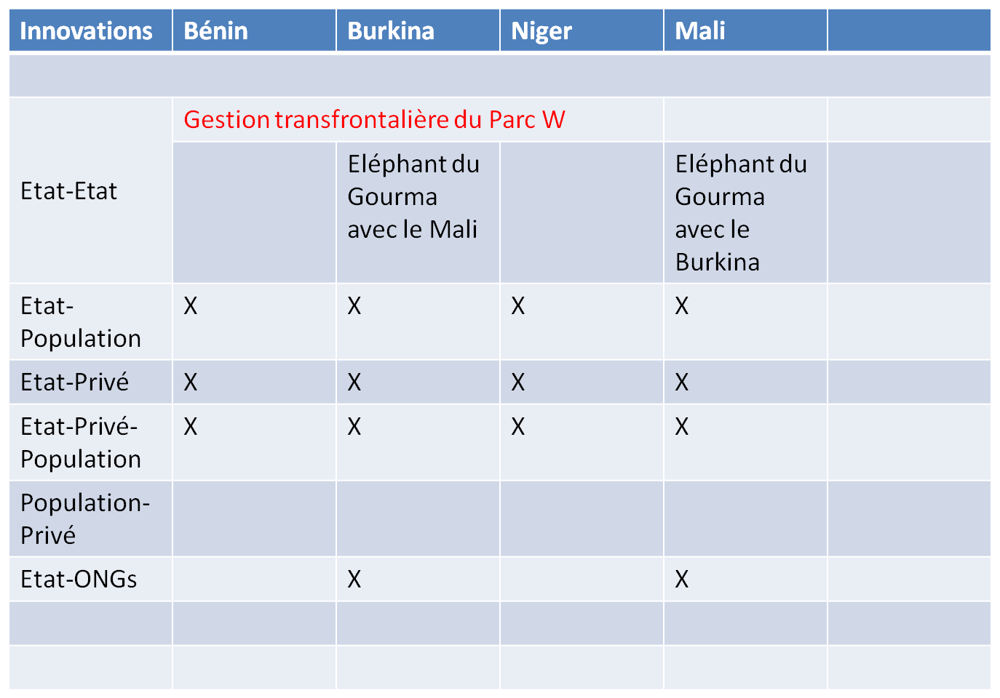 Innovations Bénin Burkina Niger Mali
Gestion transfrontalière du Parc W
Etat-Etat
Eléphant du
Gourma
avec le Mali
Eléphant du
Gourma
avec le
Burkina
Etat-
Population
X X X X
Etat-Privé X X X X
Etat-Privé-
Population
X X X X
Population-
Privé
Etat-ONGs X X